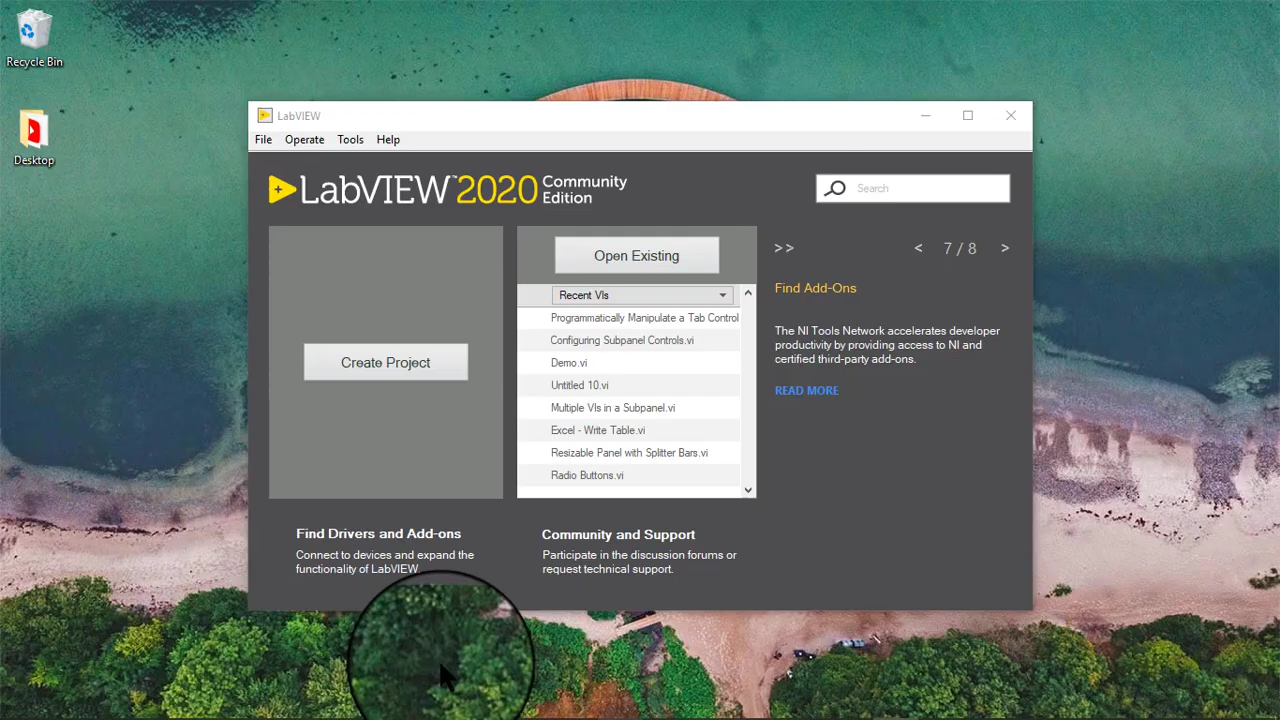 Recycle Bin
Desktop
LabVIEW
File Operate Tools Help
LabVIEW™ 2020 Community
Edition
Search
Create Project
Open Existing
Recent VIs
Programmatically Manipulate a Tab Control
Configuring Subpanel Controls.vi
Demo.vi
Untitled 10.vi
Multiple VIs in a Subpanel.vi
Excel - Write Table.vi
Resizable Panel with Splitter Bars.vi
Radio Buttons.vi
>> < 7 / 8 >
Find Add-Ons
The NI Tools Network accelerates developer
productivity by providing access to NI and
certified third-party add-ons.
READ MORE
Find Drivers and Add-ons
Connect to devices and expand the
functionality of LabVIEW.
Community and Support
Participate in the discussion forums or
request technical support.